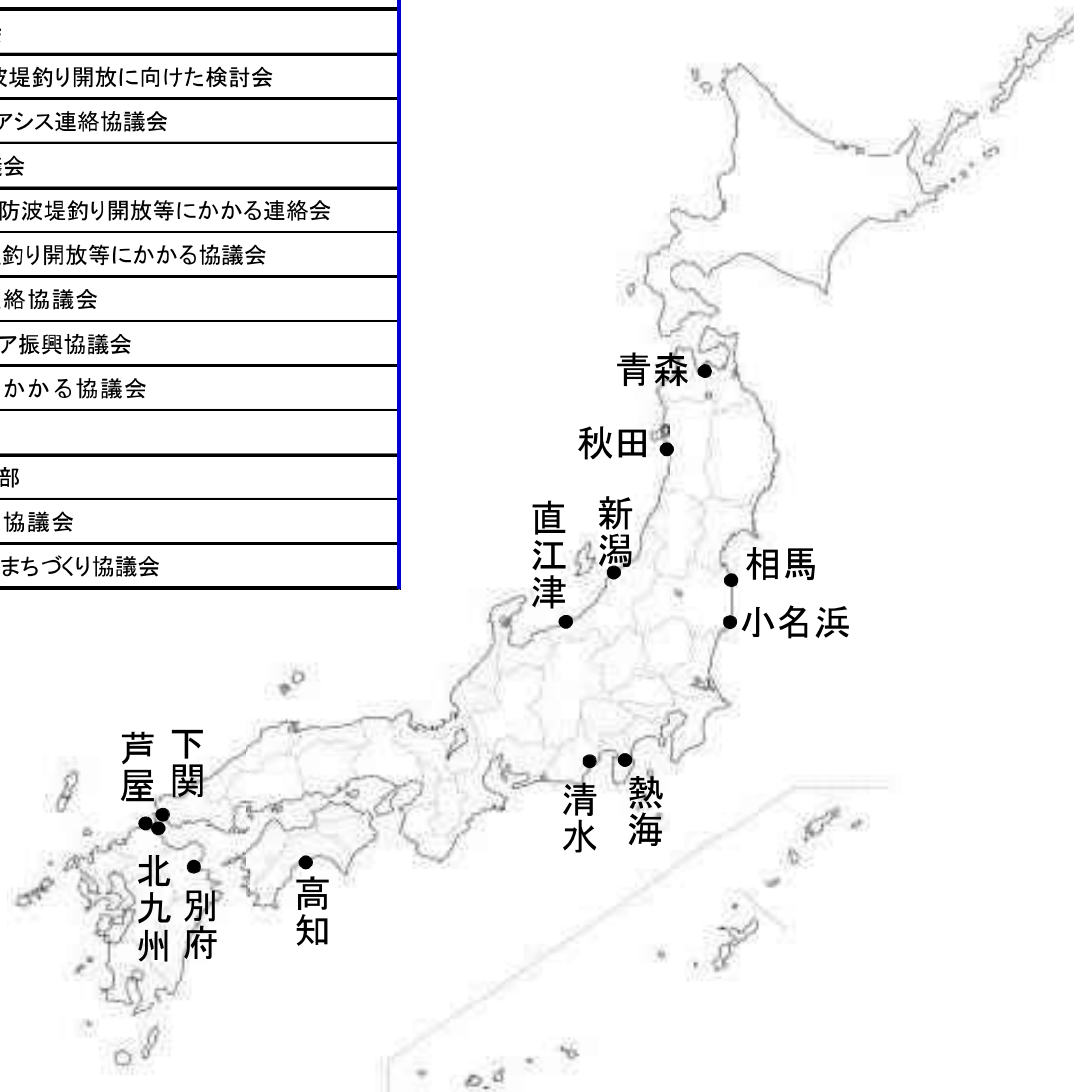 波堤釣り開放に向けた検討会
アシス連絡協議会
議会
防波堤釣り開放等にかかる連絡会
釣り開放等にかかる協議会
絡協議会
ア振興協議会
かかる協議会
部
協議会
まちづくり協議会
青森
秋田
新潟
直江津
相馬
小名浜
下関
芦屋
清水
熱海
北九州
別府
高知